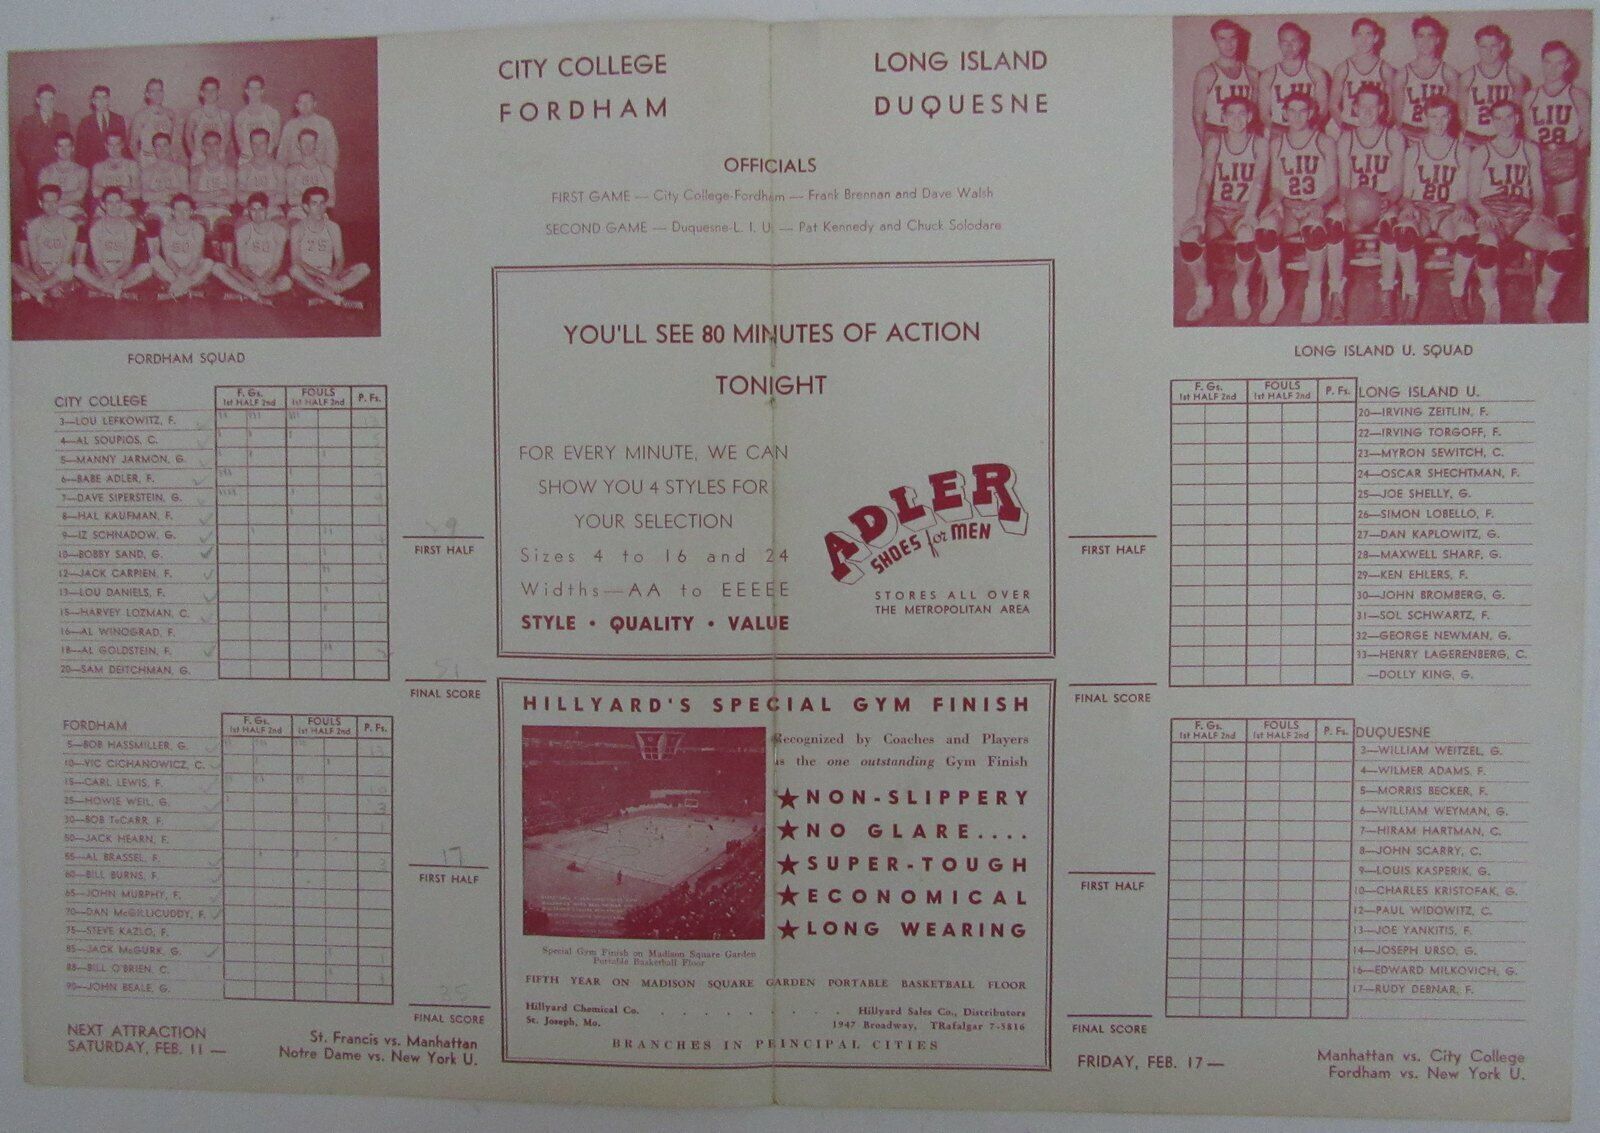 CITY COLLEGE
FORDHAM
LONG ISLAND
DUQUESNE
OFFICIALS
FIRST GAME — City College-Fordham — Frank Brennan and Dave Walsh
SECOND GAME — Duquesne-L. I. U. — Pat Kennedy and Chuck Solodare
FORDHAM SQUAD
CITY COLLEGE
F. Gs. FOULS P. Fs.
1st HALF 2nd 1st HALF 2nd
3—LOU LEFKOWITZ, F.
4—AL SOUPIOS, C.
5—MANNY JARMON, G.
6—BABE ADLER, F.
7—DAVE SIPERSTEIN, G.
8—HAL KAUFMAN, F.
9—IZ SCHNADOW, G.
10—BOBBY SAND, G.
12—JACK CARPIEN, F.
13—LOU DANIELS, F.
15—HARVEY LOZMAN, C.
16—AL WINOGRAD, F.
18—AL GOLDSTEIN, F.
20—SAM DEITCHMAN, G.
FIRST HALF
FINAL SCORE
FORDHAM
F. Gs. FOULS P. Fs.
1st HALF 2nd 1st HALF 2nd
5—BOB HASSMILLER, G.
10—VIC CICHANOWICZ, C.
15—CARL LEWIS, F.
25—HOWIE WEIL, G.
30—BOB TeCARR, F.
50—JACK HEARN, F.
55—AL BRASSEL, F.
60—BILL BURNS, F.
65—JOHN MURPHY, F.
70—DAN McGILLICUDDY, F.
75—STEVE KAZLO, F.
85—JACK McGURK, G.
88—BILL O'BRIEN, C.
90—JOHN BEALE, G.
17
FIRST HALF
FINAL SCORE
NEXT ATTRACTION
SATURDAY, FEB. 11 —
St. Francis vs. Manhattan
Notre Dame vs. New York U.
YOU'LL SEE 80 MINUTES OF ACTION
TONIGHT
FOR EVERY MINUTE, WE CAN
SHOW YOU 4 STYLES FOR
YOUR SELECTION
Sizes 4 to 16 and 24
Widths—AA to EEEEE
STYLE • QUALITY • VALUE
ADLER
SHOES for MEN
STORES ALL OVER
THE METROPOLITAN AREA
HILLYARD'S SPECIAL GYM FINISH
Recognized by Coaches and Players
as the one outstanding Gym Finish
★ NON-SLIPPERY
★ NO GLARE....
★ SUPER-TOUGH
★ ECONOMICAL
★ LONG WEARING
Special Gym Finish on Madison Square Garden
Portable Basketball Floor
FIFTH YEAR ON MADISON SQUARE GARDEN PORTABLE BASKETBALL FLOOR
Hillyard Chemical Co. . . . . . . . . Hillyard Sales Co., Distributors
St. Joseph, Mo. 1947 Broadway, TRafalgar 7-5816
BRANCHES IN PRINCIPAL CITIES
LIU
LIU
28
LIU
27
LIU
23
LIU
21
LIU
20
LIU
LONG ISLAND U. SQUAD
F. Gs. FOULS P. Fs.
1st HALF 2nd 1st HALF 2nd
LONG ISLAND U.
20—IRVING ZEITLIN, F.
22—IRVING TORGOFF, F.
23—MYRON SEWITCH, C.
24—OSCAR SHECHTMAN, F.
25—JOE SHELLY, G.
26—SIMON LOBELLO, F.
27—DAN KAPLOWITZ, G.
28—MAXWELL SHARF, G.
29—KEN EHLERS, F.
30—JOHN BROMBERG, G.
31—SOL SCHWARTZ, F.
32—GEORGE NEWMAN, G.
33—HENRY LAGERENBERG, C.
—DOLLY KING, G.
FIRST HALF
FINAL SCORE
F. Gs. FOULS P. Fs.
1st HALF 2nd 1st HALF 2nd
DUQUESNE
3—WILLIAM WEITZEL, G.
4—WILMER ADAMS, F.
5—MORRIS BECKER, F.
6—WILLIAM WEYMAN, G.
7—HIRAM HARTMAN, C.
8—JOHN SCARRY, C.
9—LOUIS KASPERIK, G.
10—CHARLES KRISTOFAK, G.
12—PAUL WIDOWITZ, C.
13—JOE YANKITIS, F.
14—JOSEPH URSO, G.
16—EDWARD MILKOVICH, G.
17—RUDY DEBNAR, F.
FIRST HALF
FINAL SCORE
FRIDAY, FEB. 17 —
Manhattan vs. City College
Fordham vs. New York U.